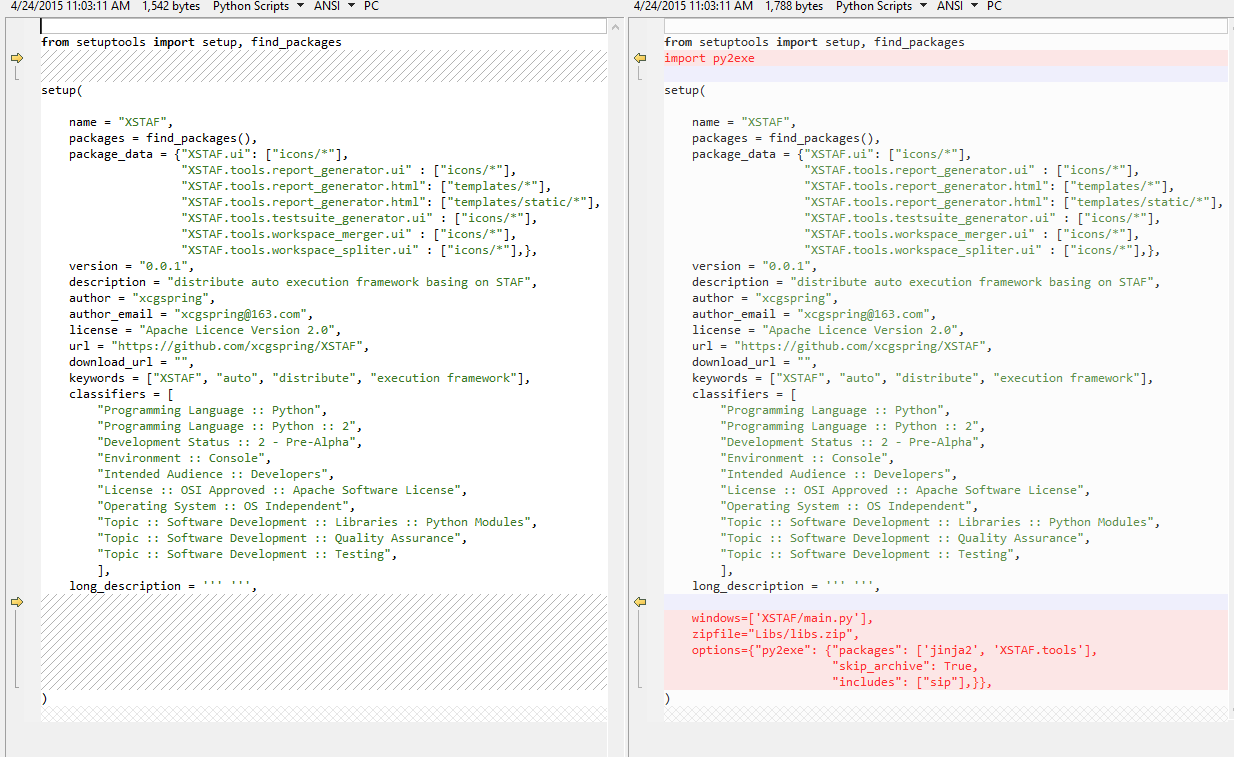 4/24/2015 11:03:11 AM 1,542 bytes Python Scripts ANSI PC
from setuptools import setup, find_packages
setup(
name = "XSTAF",
packages = find_packages(),
package_data = {"XSTAF.ui": ["icons/*"],
"XSTAF.tools.report_generator.ui" : ["icons/*"],
"XSTAF.tools.report_generator.html": ["templates/*"],
"XSTAF.tools.report_generator.html": ["templates/static/*"],
"XSTAF.tools.testsuite_generator.ui" : ["icons/*"],
"XSTAF.tools.workspace_merger.ui" : ["icons/*"],
"XSTAF.tools.workspace_spliter.ui" : ["icons/*"],},
version = "0.0.1",
description = "distribute auto execution framework basing on STAF",
author = "xcgspring",
author_email = "xcgspring@163.com",
license = "Apache Licence Version 2.0",
url = "https://github.com/xcgspring/XSTAF",
download_url = "",
keywords = ["XSTAF", "auto", "distribute", "execution framework"],
classifiers = [
"Programming Language :: Python",
"Programming Language :: Python :: 2",
"Development Status :: 2 - Pre-Alpha",
"Environment :: Console",
"Intended Audience :: Developers",
"License :: OSI Approved :: Apache Software License",
"Operating System :: OS Independent",
"Topic :: Software Development :: Libraries :: Python Modules",
"Topic :: Software Development :: Quality Assurance",
"Topic :: Software Development :: Testing",
],
long_description = ''' ''',
)
4/24/2015 11:03:11 AM 1,788 bytes Python Scripts ANSI PC
from setuptools import setup, find_packages
import py2exe
setup(
name = "XSTAF",
packages = find_packages(),
package_data = {"XSTAF.ui": ["icons/*"],
"XSTAF.tools.report_generator.ui" : ["icons/*"],
"XSTAF.tools.report_generator.html": ["templates/*"],
"XSTAF.tools.report_generator.html": ["templates/static/*"],
"XSTAF.tools.testsuite_generator.ui" : ["icons/*"],
"XSTAF.tools.workspace_merger.ui" : ["icons/*"],
"XSTAF.tools.workspace_spliter.ui" : ["icons/*"],},
version = "0.0.1",
description = "distribute auto execution framework basing on STAF",
author = "xcgspring",
author_email = "xcgspring@163.com",
license = "Apache Licence Version 2.0",
url = "https://github.com/xcgspring/XSTAF",
download_url = "",
keywords = ["XSTAF", "auto", "distribute", "execution framework"],
classifiers = [
"Programming Language :: Python",
"Programming Language :: Python :: 2",
"Development Status :: 2 - Pre-Alpha",
"Environment :: Console",
"Intended Audience :: Developers",
"License :: OSI Approved :: Apache Software License",
"Operating System :: OS Independent",
"Topic :: Software Development :: Libraries :: Python Modules",
"Topic :: Software Development :: Quality Assurance",
"Topic :: Software Development :: Testing",
],
long_description = ''' ''',
windows=['XSTAF/main.py'],
zipfile="Libs/libs.zip",
options={"py2exe": {"packages": ['jinja2', 'XSTAF.tools'],
"skip_archive": True,
"includes": ["sip"],}},
)